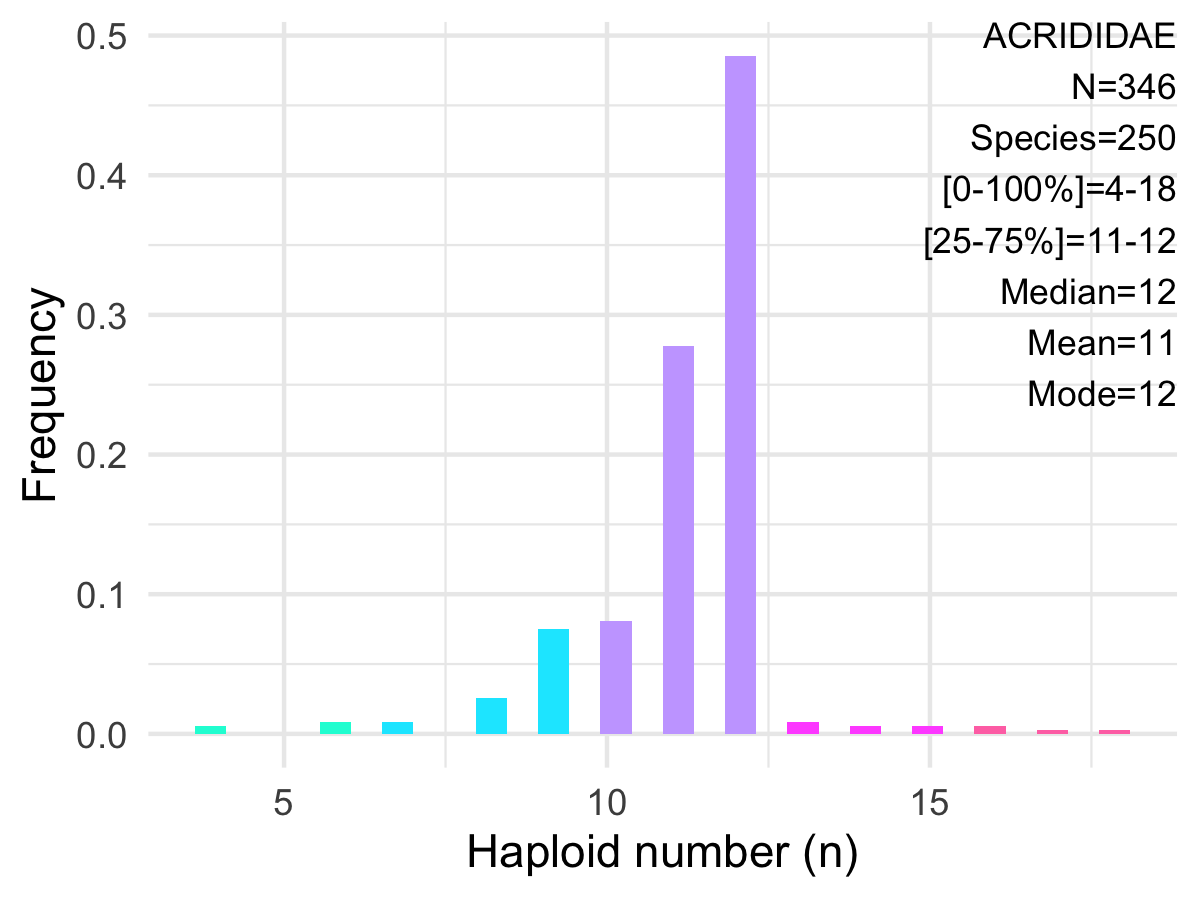 ACRIDIDAE
N=346
Species=250
[0-100%]=4-18
[25-75%]=11-12
Median=12
Mean=11
Mode=12
Frequency
0.5
0.4
0.3
0.2
0.1
0.0
5 10 15
Haploid number (n)